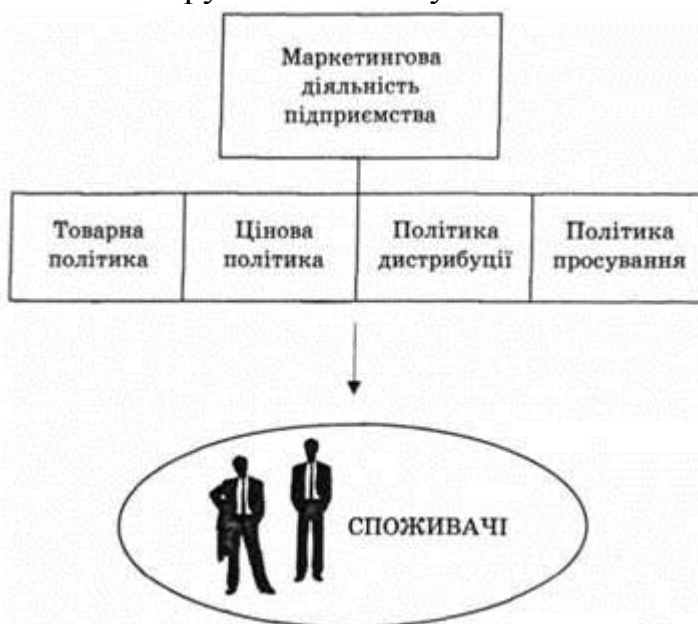 Маркетингова
діяльність
підприємства
Товарна
політика
Цінова
політика
Політика
дистрибуції
Політика
просування
СПОЖИВАЧІ